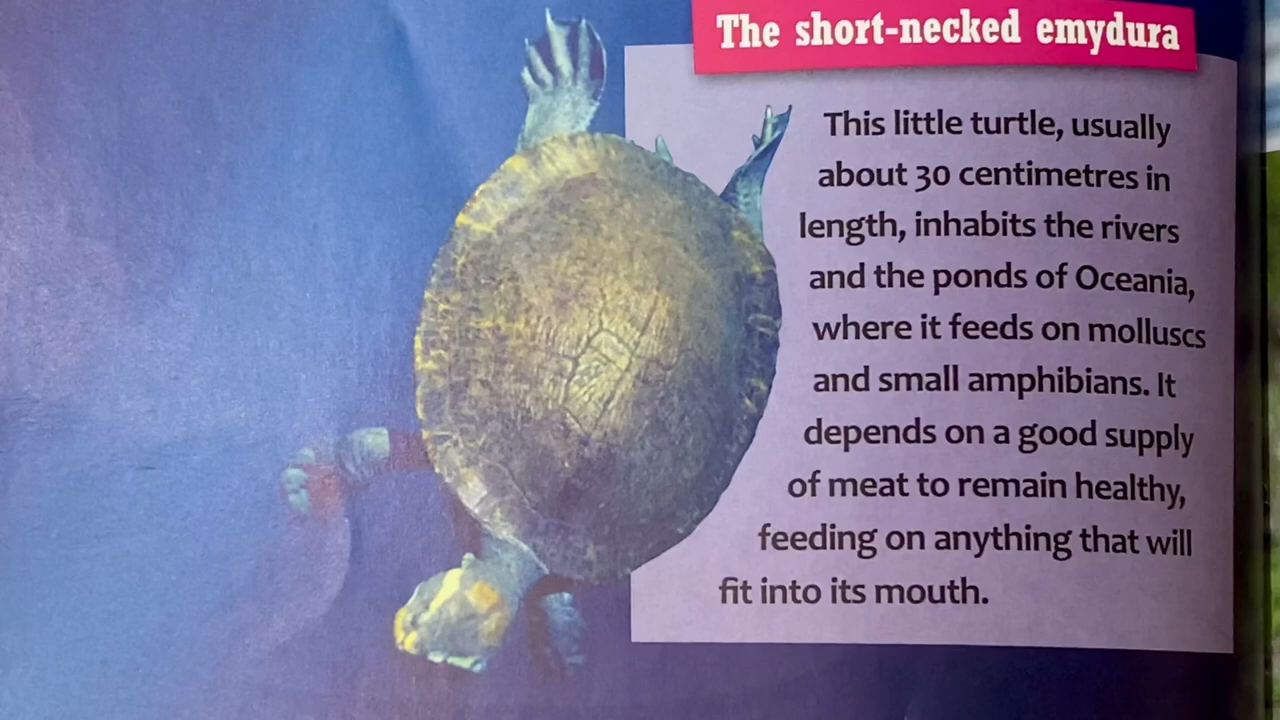 The short-necked emydura
This little turtle, usually
about 30 centimetres in
length, inhabits the rivers
and the ponds of Oceania,
where it feeds on molluscs
and small amphibians. It
depends on a good supply
of meat to remain healthy,
feeding on anything that will
fit into its mouth.